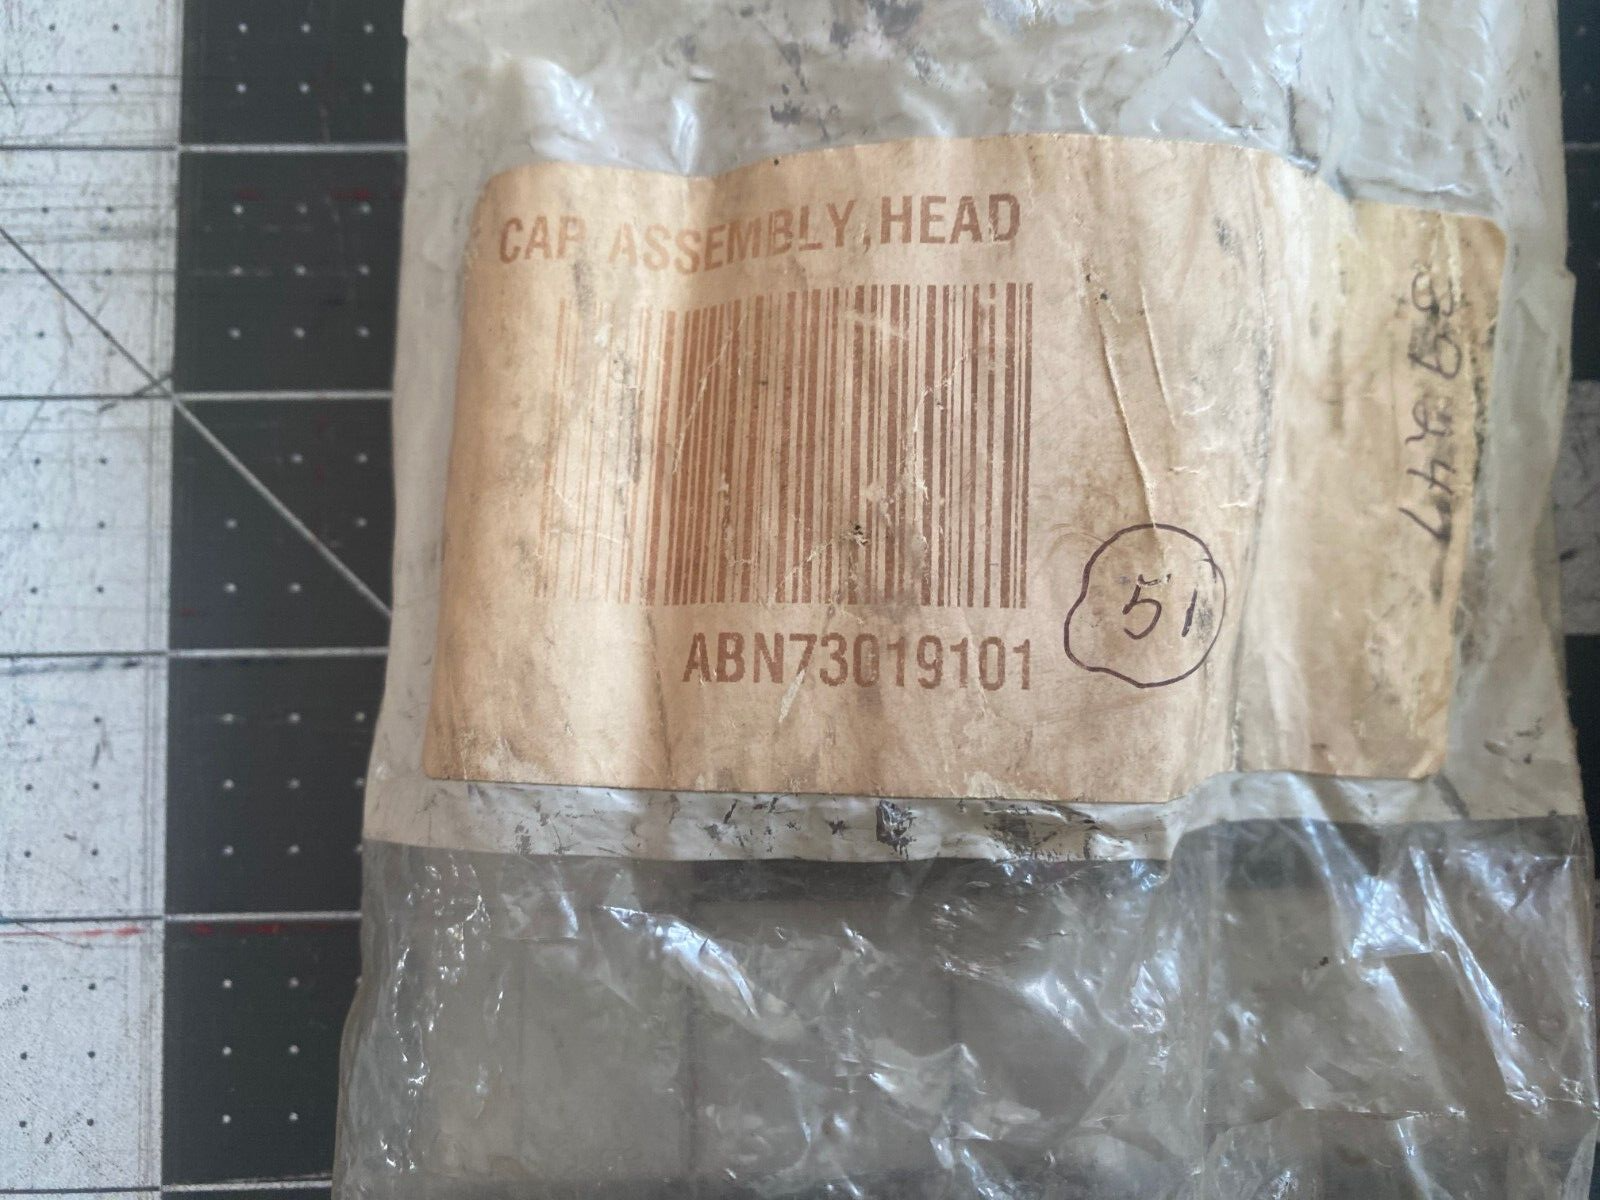 CAP ASSEMBLY,HEAD
ABN73019101
51